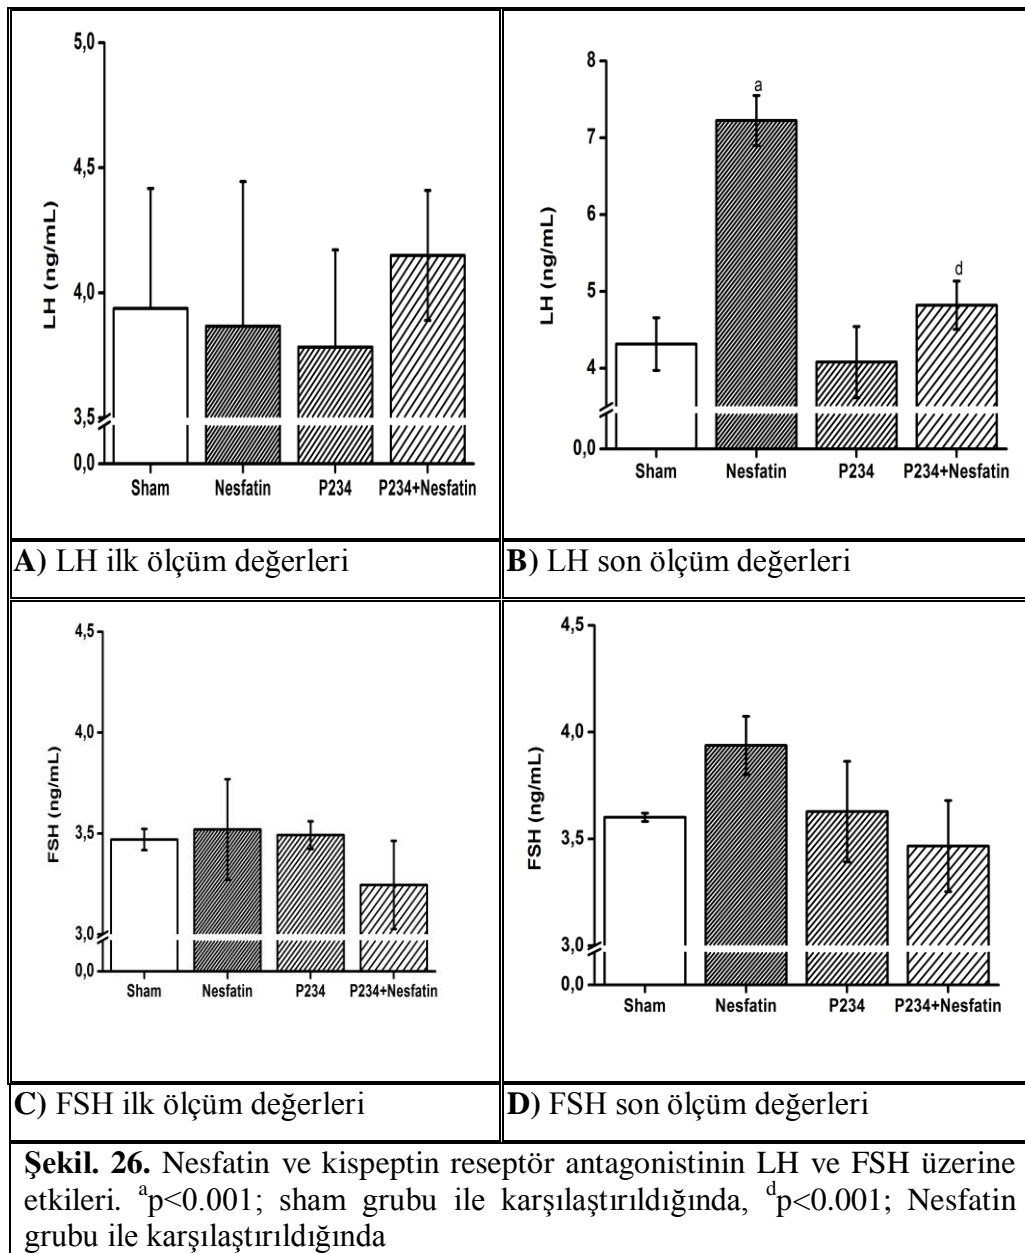 5,0
4,5
4,0
3,5
0,0
LH (ng/mL)
Sham Nesfatin P234 P234+Nesfatin
A) LH ilk ölçüm değerleri
8
7
6
5
4
0,0
LH (ng/mL)
a
d
Sham Nesfatin P234 P234+Nesfatin
B) LH son ölçüm değerleri
4,5
4,0
3,5
3,0
0,0
FSH (ng/mL)
Sham Nesfatin P234 P234+Nesfatin
C) FSH ilk ölçüm değerleri
4,5
4,0
3,5
3,0
0,0
FSH (ng/mL)
Sham Nesfatin P234 P234+Nesfatin
D) FSH son ölçüm değerleri
Şekil. 26. Nesfatin ve kispeptin reseptör antagonistinin LH ve FSH üzerine
etkileri. ᵃp<0.001; sham grubu ile karşılaştırıldığında, ᵈp<0.001; Nesfatin
grubu ile karşılaştırıldığında